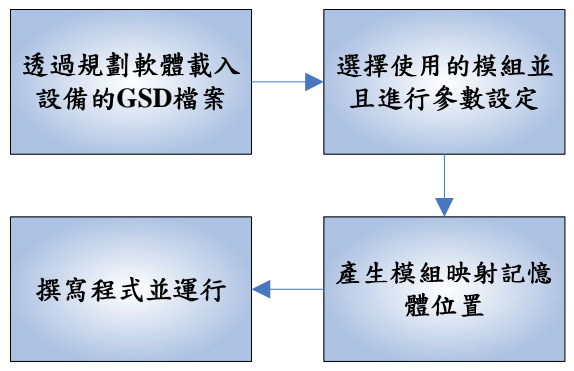 透過規劃軟體載入
設備的GSD檔案
選擇使用的模組並
且進行參數設定
產生模組映射記憶
體位置
撰寫程式並運行